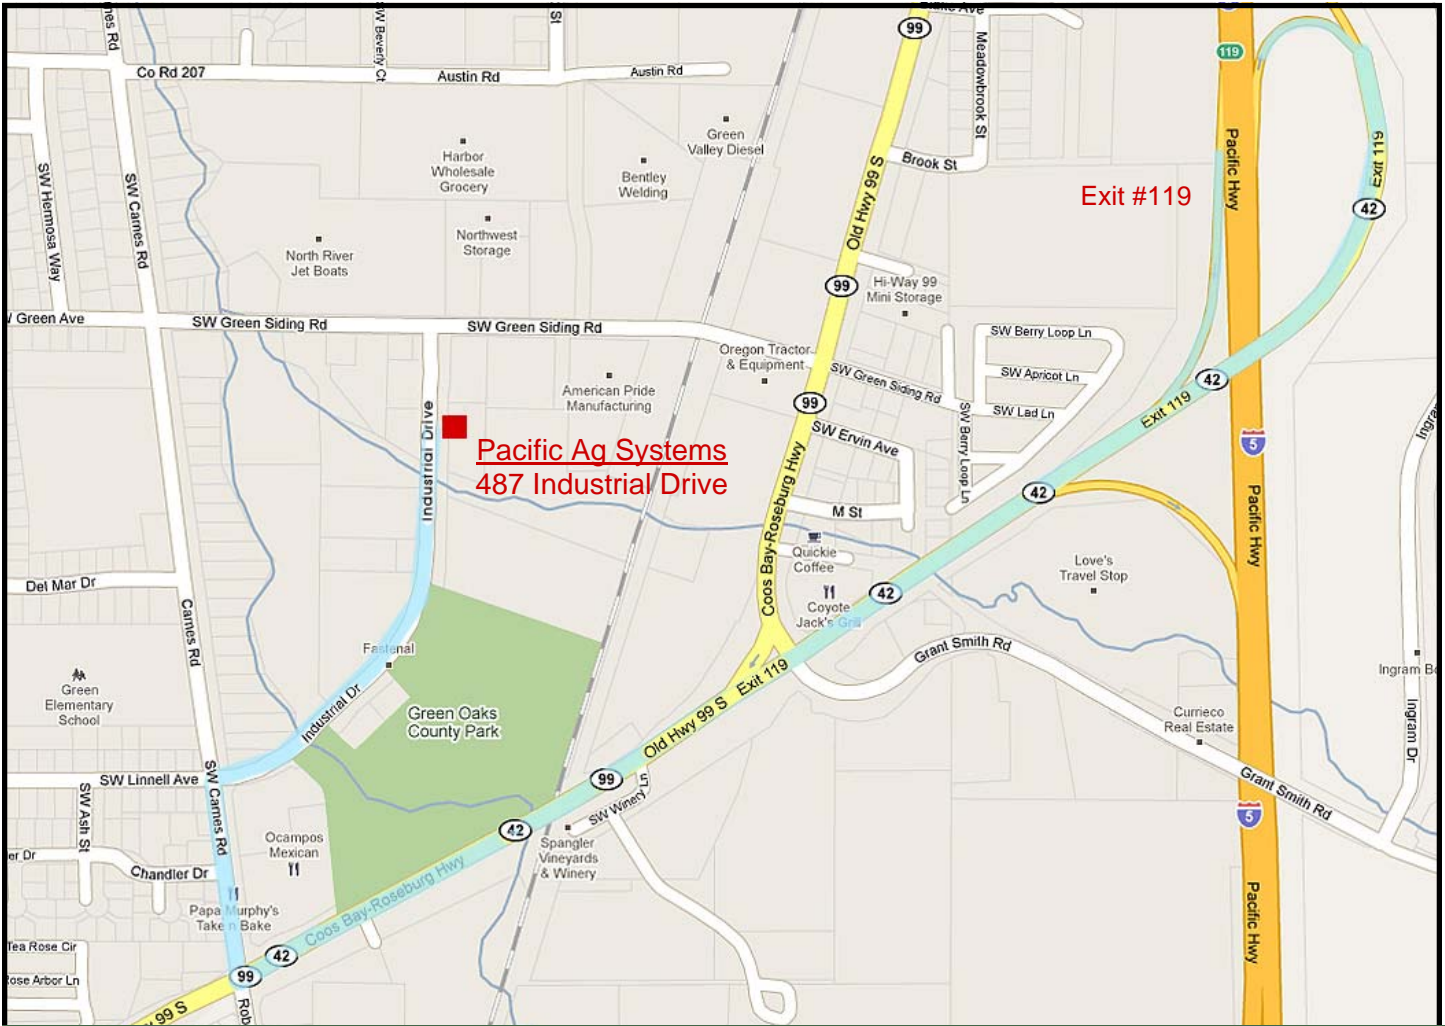 SW Beverly Ct
St
99
Meadowbrook St
119
Co Rd 207
Austin Rd
Austin Rd
Green
Valley Diesel
Harbor
Wholesale
Grocery
Bentley
Welding
Brook St
Pacific Hwy
Exit 119
42
Exit #119
SW Hermosa Way
SW Carnes Rd
Old Hwy 99 S
Northwest
Storage
North River
Jet Boats
99
Hi-Way 99
Mini Storage
Green Ave
SW Green Siding Rd
SW Green Siding Rd
SW Berry Loop Ln
Oregon Tractor
& Equipment
SW Green Siding Rd
SW Apricot Ln
42
American Pride
Manufacturing
99
SW Lad Ln
Exit 119
Industrial Drive
Pacific Ag Systems
487 Industrial Drive
SW Ervin Ave
SW Berry Loop Ln
5
Coos Bay-Roseburg Hwy
M St
42
Pacific Hwy
Quickie
Coffee
Love's
Travel Stop
Del Mar Dr
Carnes Rd
Coyote
Jack's Grill
42
Fastenal
Grant Smith Rd
Green
Elementary
School
Industrial Dr
Green Oaks
County Park
Exit 119
Old Hwy 99 S
Currieco
Real Estate
Ingram Dr
SW Linnell Ave
SW Carnes Rd
99
Grant Smith Rd
SW Ash St
SW Winery
42
5
Ocampos
Mexican
Spangler
Vineyards
& Winery
er Dr
Chandler Dr
Coos Bay-Roseburg Hwy
Pacific Hwy
Papa Murphy's
Take n Bake
Tea Rose Cir
42
Rose Arbor Ln
99
Rob
99 S